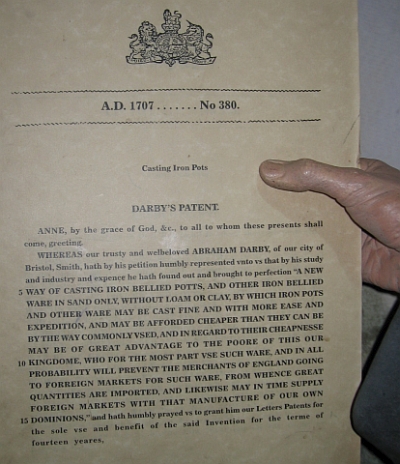 A.D. 1707 . . . . . . . No 380.
Casting Iron Pots
DARBY'S PATENT.
ANNE, by the grace of God, &c., to all to whom these presents shall
come, greeting.
WHEREAS our trusty and welbeloved ABRAHAM DARBY, of our city of
Bristol, Smith, hath by his petition humbly represented vnto vs that by his study
and industry and expence he hath found out and brought to perfection "A NEW
5 WAY OF CASTING IRON BELLIED POTTS, AND OTHER IRON BELLIED
WARE IN SAND ONLY, WITHOUT LOAM OR CLAY, BY WHICH IRON POTS
AND OTHER WARE MAY BE CAST FINE AND WITH MORE EASE AND
EXPEDITION, AND MAY BE AFFORDED CHEAPER THAN THEY CAN BE
BY THE WAY COMMONLY VSED, AND IN REGARD TO THEIR CHEAPNESSE
MAY BE OF GREAT ADVANTAGE TO THE POORE OF THIS OUR
10 KINGDOME, WHO FOR THE MOST PART VSE SUCH WARE, AND IN ALL
PROBABILITY WILL PREVENT THE MERCHANTS OF ENGLAND GOING
TO FORREIGN MARKETS FOR SUCH WARE, FROM WHENCE GREAT
QUANTITIES ARE IMPORTED, AND LIKEWISE MAY IN TIME SUPPLY
FOREIGN MARKETS WITH THAT MANUFACTURE OF OUR OWN
15 DOMINIONS," and hath humbly prayed vs to grant him our Letters Patents for
the sole vse and benefit of the said Invention for the terme of
fourteen yeares.